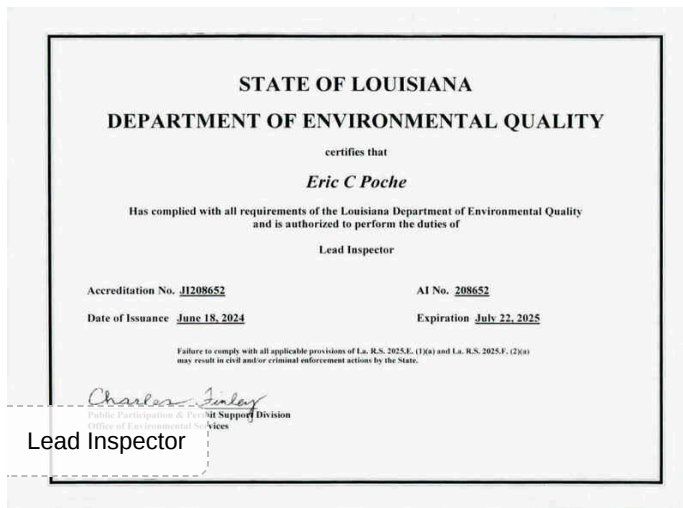 STATE OF LOUISIANA
DEPARTMENT OF ENVIRONMENTAL QUALITY
certifies that
Eric C Poche
Has complied with all requirements of the Louisiana Department of Environmental Quality
and is authorized to perform the duties of
Lead Inspector
Accreditation No. JI208652 AI No. 208652
Date of Issuance June 18, 2024 Expiration July 22, 2025
Failure to comply with all applicable provisions of La. R.S. 2025.E. (1)(a) and La. R.S. 2025.F. (2)(a)
may result in civil and/or criminal enforcement actions by the State.
Charles Finley
Public Participation & Permit Support Division
Office of Environmental Services
Lead Inspector